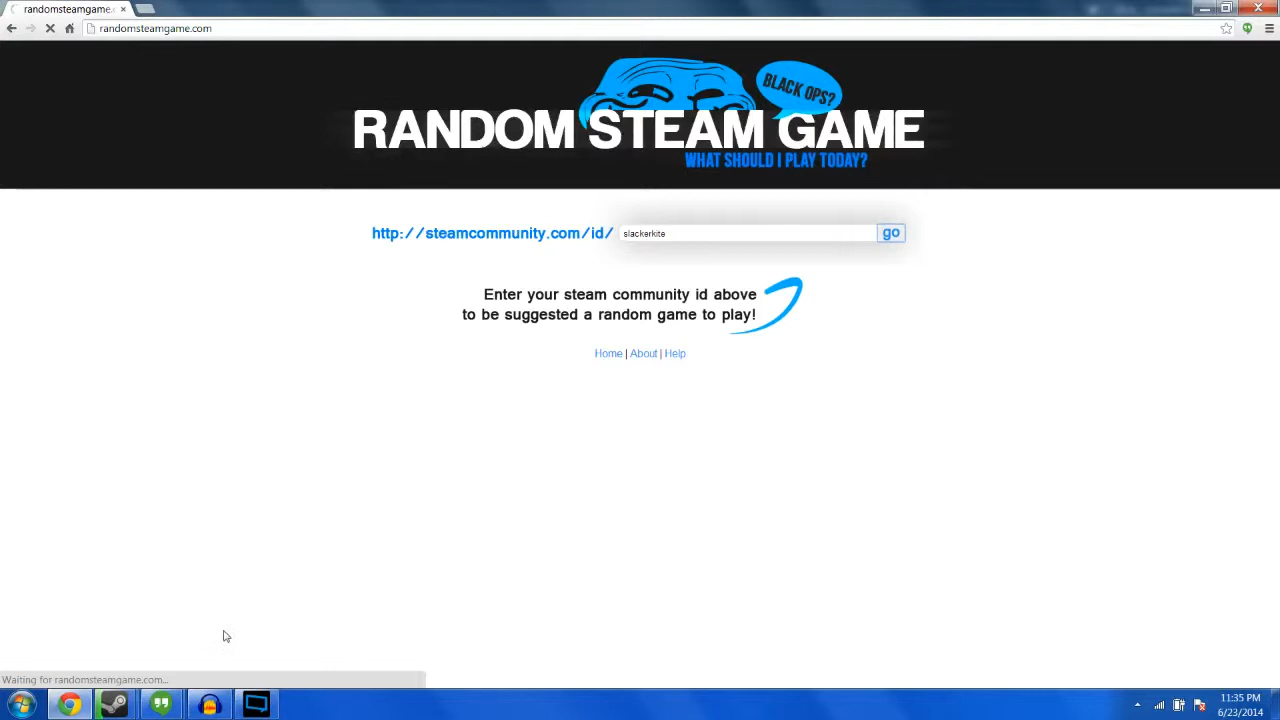 randomsteamgame.
randomsteamgame.com
BLACK OPS?
RANDOM STEAM GAME
WHAT SHOULD I PLAY TODAY?
http://steamcommunity.com/id/ slackerkite go
Enter your steam community id above
to be suggested a random game to play!
Home | About | Help
Waiting for randomsteamgame.com...
11:35 PM
6/23/2014